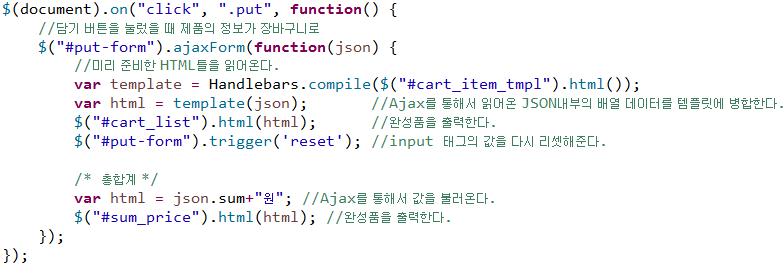 $(document).on("click", ".put", function() {
    //담기 버튼을 눌렀을 때 제품의 정보가 장바구니로
    $("#put-form").ajaxForm(function(json) {
        //미리 준비한 HTML틀을 읽어온다.
        var template = Handlebars.compile($("#cart_item_tmpl").html());
        var html = template(json);       //Ajax를 통해서 읽어온 JSON내부의 배열 데이터를 템플릿에 병합한다.
        $("#cart_list").html(html);      //완성품을 출력한다.
        $("#put-form").trigger('reset'); //input 태그의 값을 다시 리셋해준다.
        /* 총합계 */
        var html = json.sum+"원"; //Ajax를 통해서 값을 불러온다.
        $("#sum_price").html(html); //완성품을 출력한다.
    });
});